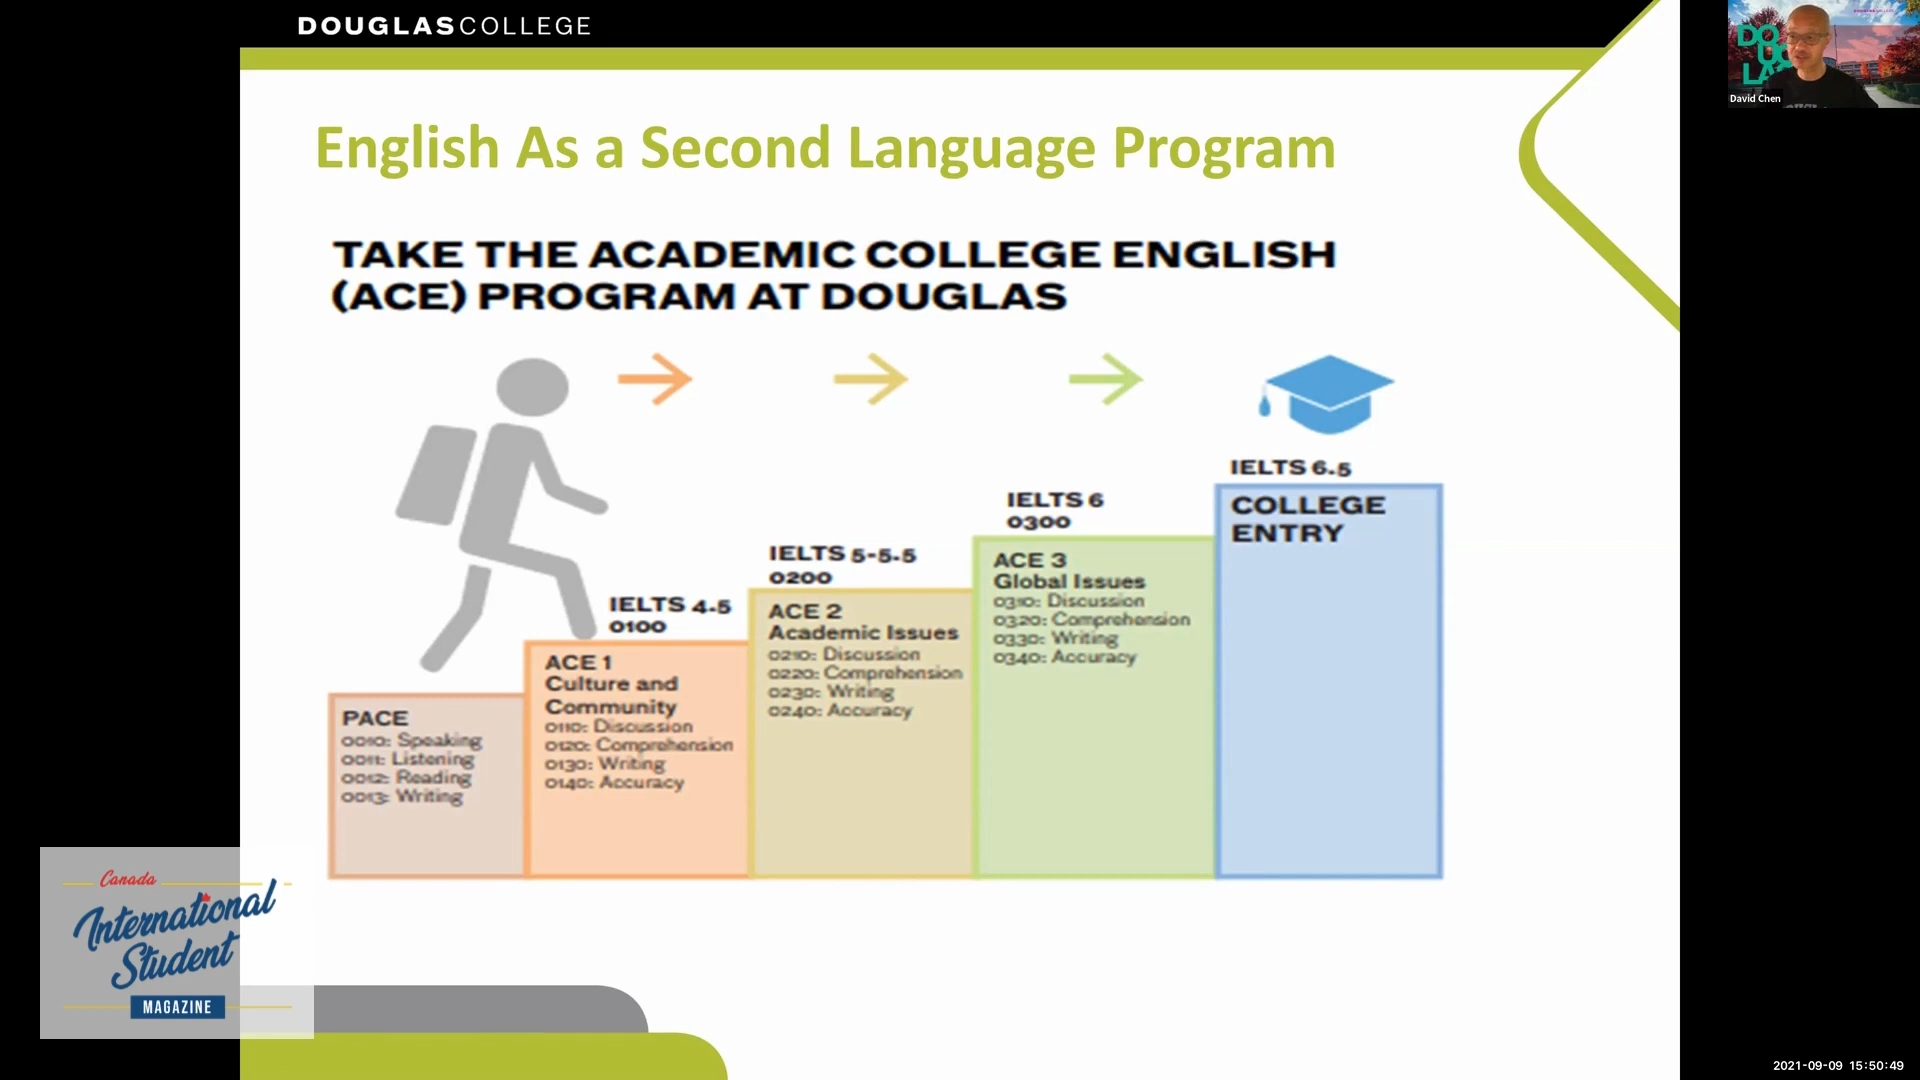 DOUGLASCOLLEGE
English As a Second Language Program
TAKE THE ACADEMIC COLLEGE ENGLISH
(ACE) PROGRAM AT DOUGLAS
PACE
0010: Speaking
0011: Listening
0012: Reading
0013: Writing
IELTS 4.5
0100
ACE 1
Culture and
Community
0110: Discussion
0120: Comprehension
0130: Writing
0140: Accuracy
IELTS 5-5.5
0200
ACE 2
Academic Issues
0210: Discussion
0220: Comprehension
0230: Writing
0240: Accuracy
IELTS 6
0300
ACE 3
Global Issues
0310: Discussion
0320: Comprehension
0330: Writing
0340: Accuracy
IELTS 6.5
COLLEGE
ENTRY
Canada
International
Student
MAGAZINE
DO
UG
LA
David Chen
2021-09-09 15:50:49